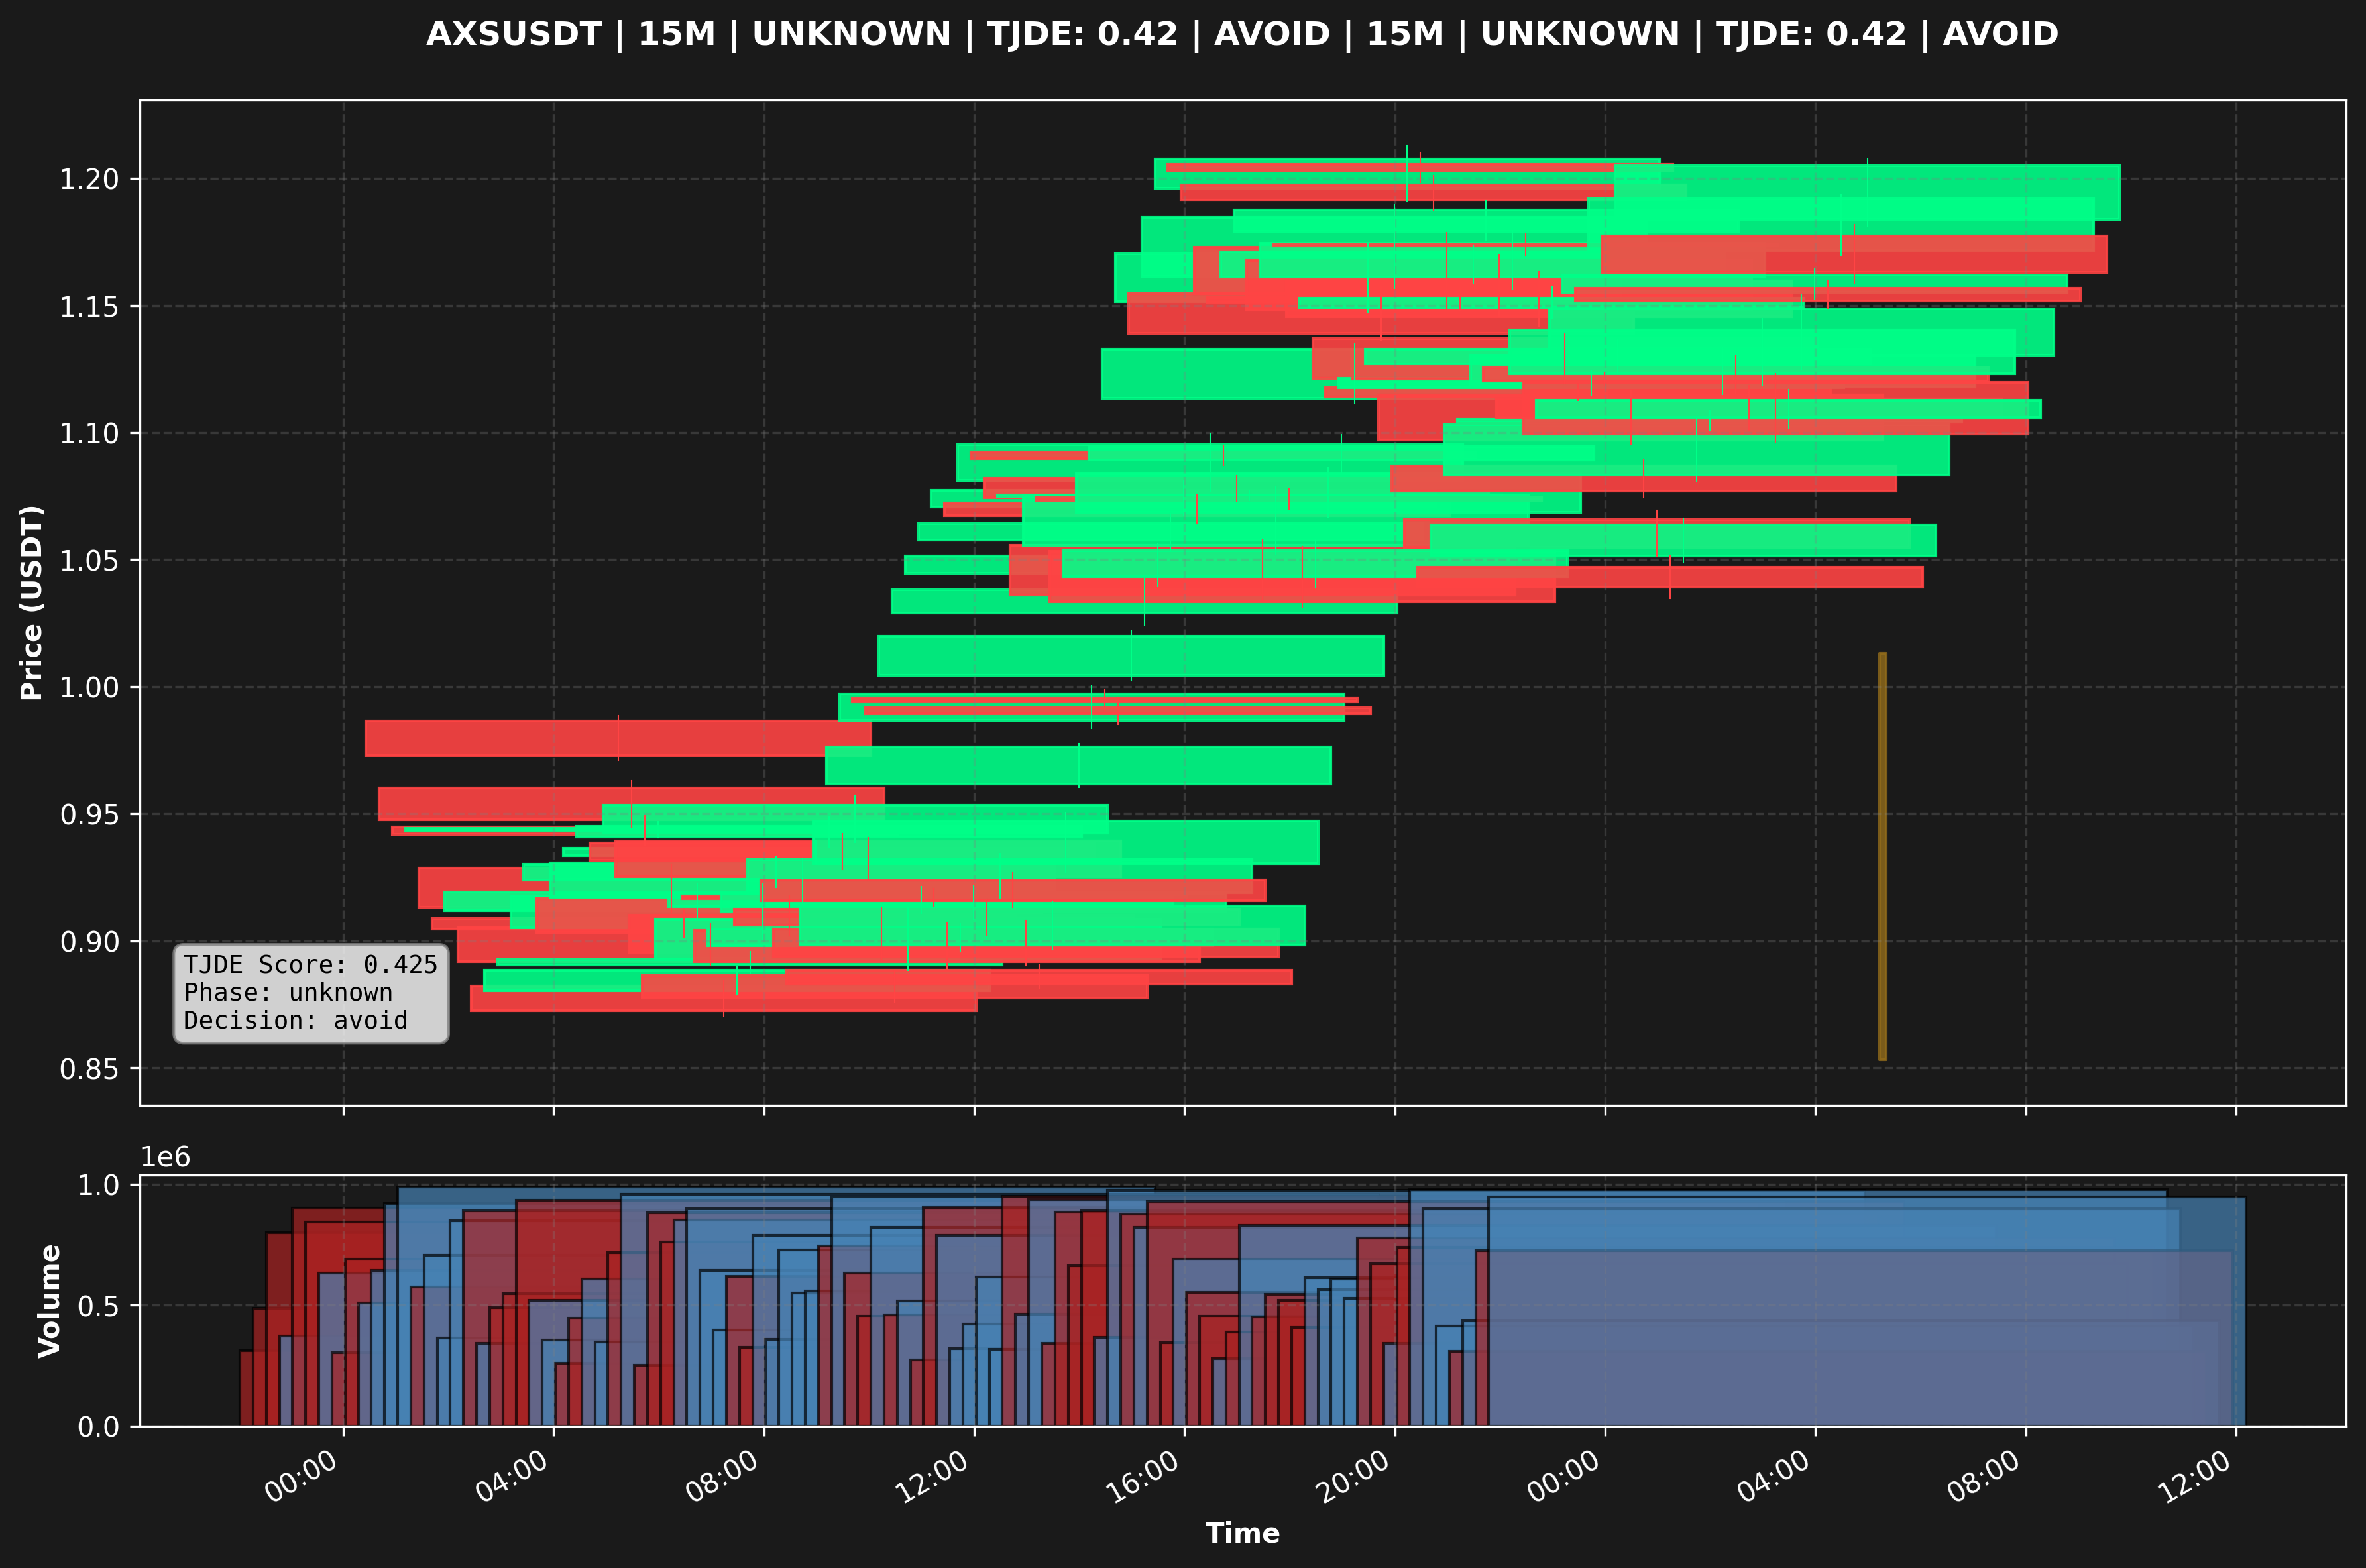 AXSUSDT | 15M | UNKNOWN | TJDE: 0.42 | AVOID | 15M | UNKNOWN | TJDE: 0.42 | AVOID
Price (USDT)
1.20
1.15
1.10
1.05
1.00
0.95
0.90
0.85
TJDE Score: 0.425
Phase: unknown
Decision: avoid
1e6
Volume
1.0
0.5
0.0
00:00 04:00 08:00 12:00 16:00 20:00 00:00 04:00 08:00 12:00
Time